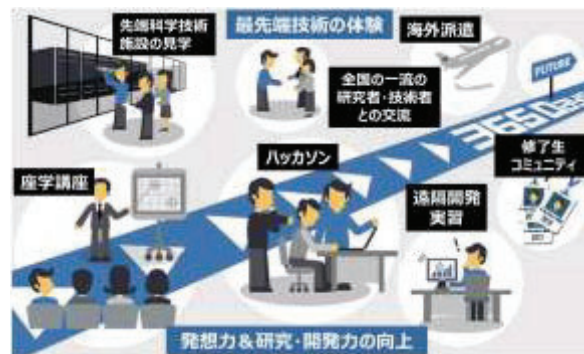 先端科学技術
施設の見学
最先端技術の体験
海外派遣
全国の一流の
研究者・技術者
との交流
FUTURE
365Days
ハッカソン
修了生
コミュニティ
座学講座
遠隔開発
実習
発想力&研究・開発力の向上